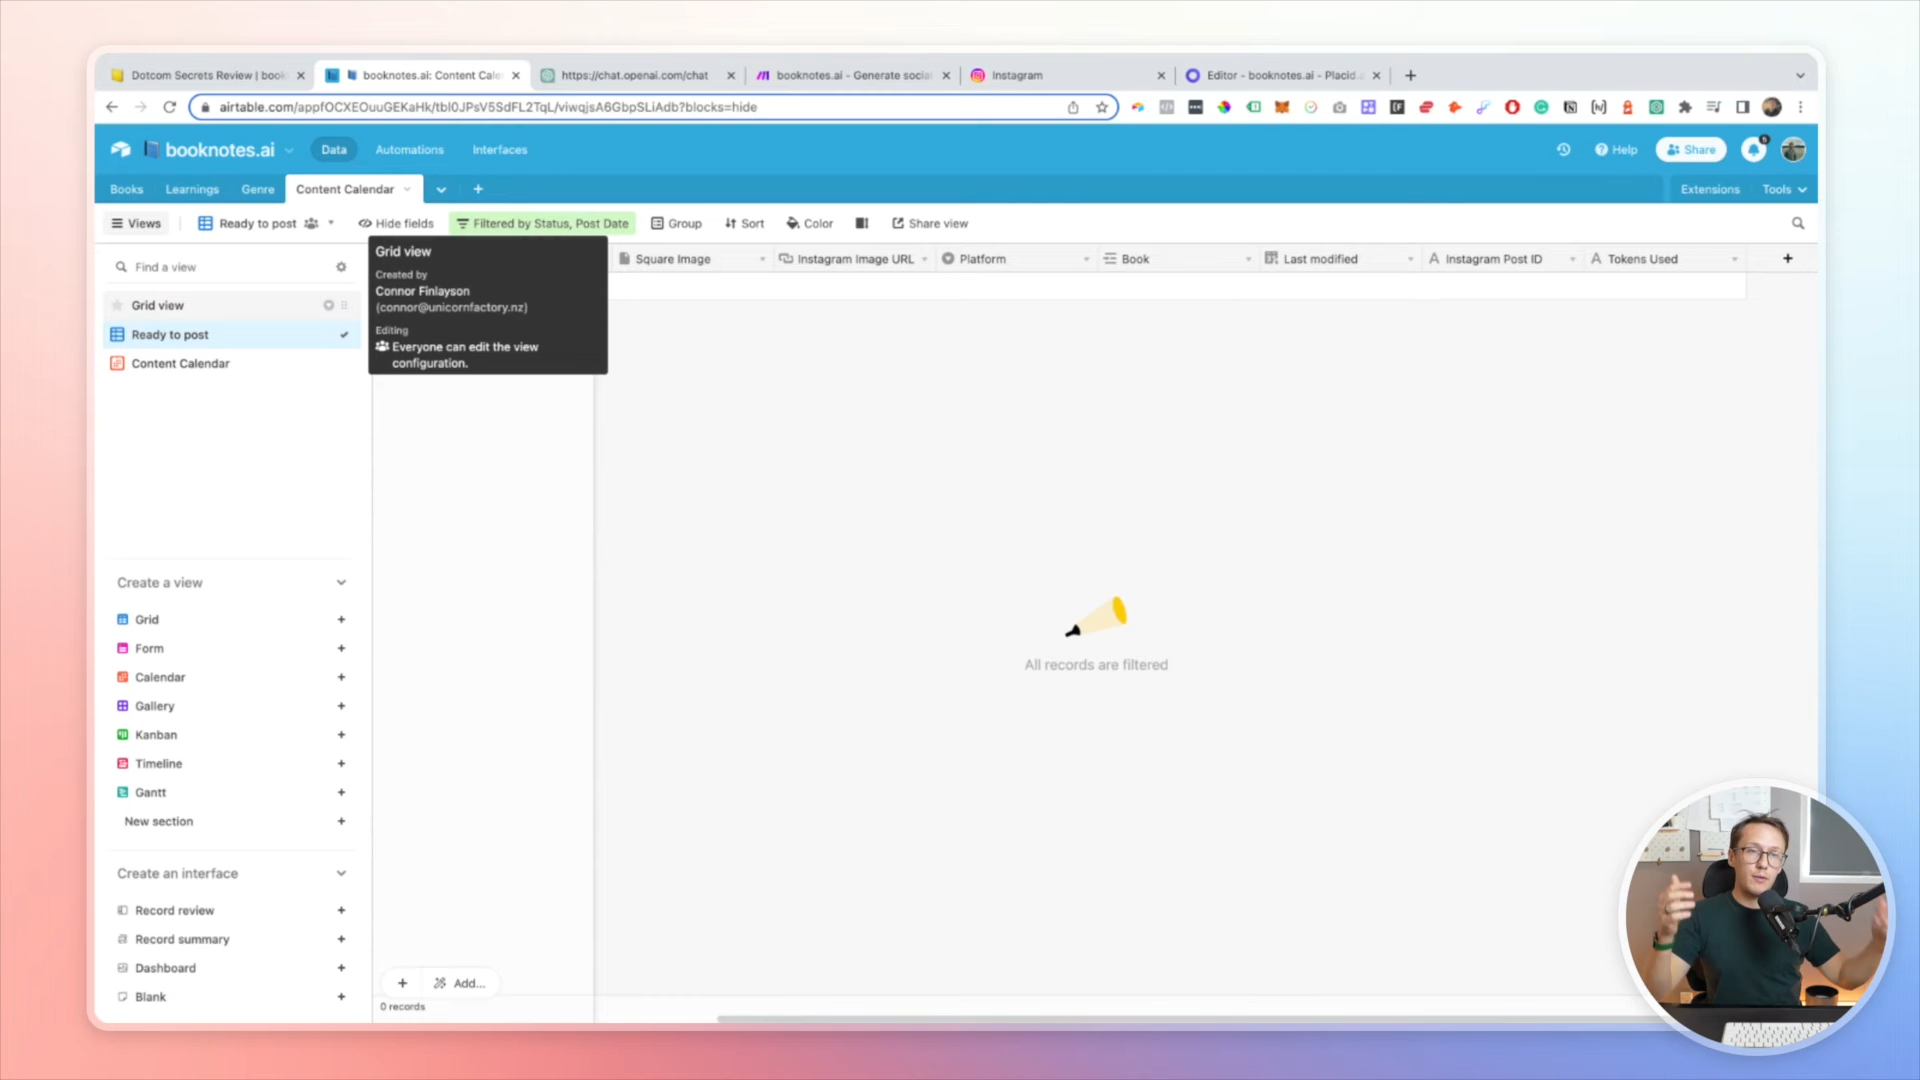 Dotcom Secrets Review | book
booknotes.ai: Content Cale
https://chat.openai.com/chat
booknotes.ai - Generate socia
Instagram
Editor - booknotes.ai - Placid.
airtable.com/appfOCXEOuuGEKaHk/tbl0JPsV5SdFL2TqL/viwqjsA6GbpSLiAdb?blocks=hide
booknotes.ai
Data
Automations
Interfaces
Help
Share
Books
Learnings
Genre
Content Calendar
Extensions
Tools
Views
Ready to post
Hide fields
Filtered by Status, Post Date
Group
Sort
Color
Share view
Find a view
Grid view
Ready to post
Content Calendar
Grid view
Created by
Connor Finlayson
(connor@unicornfactory.nz)
Editing
Everyone can edit the view
configuration.
Square Image
Instagram Image URL
Platform
Book
Last modified
Instagram Post ID
Tokens Used
All records are filtered
Create a view
Grid
Form
Calendar
Gallery
Kanban
Timeline
Gantt
New section
Create an interface
Record review
Record summary
Dashboard
Blank
Add...
0 records